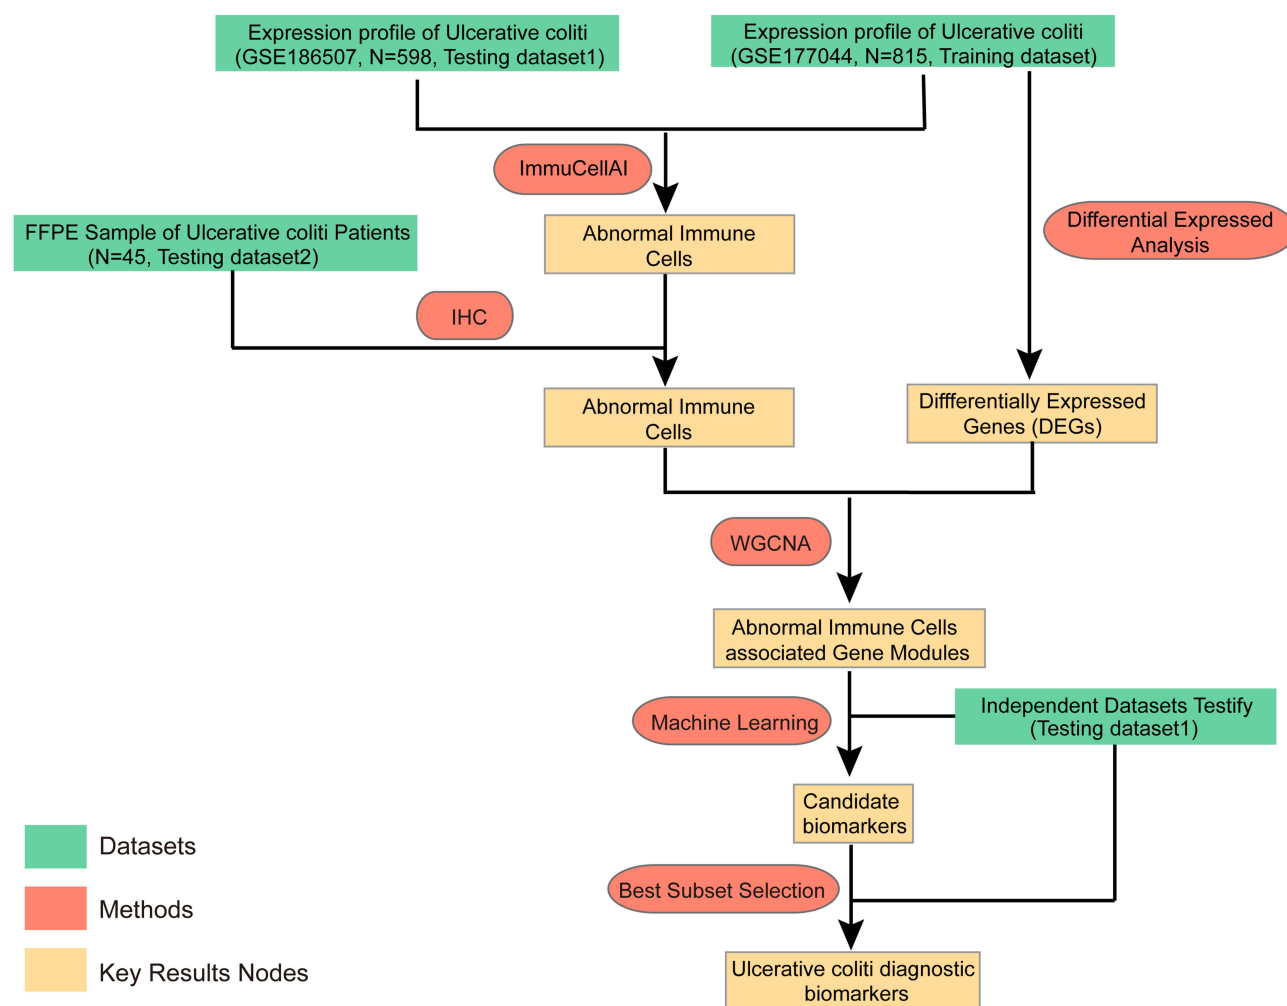 Expression profile of Ulcerative coliti
(GSE186507, N=598, Testing dataset1)
Expression profile of Ulcerative coliti
(GSE177044, N=815, Training dataset)
ImmuCellAI
FFPE Sample of Ulcerative coliti Patients
(N=45, Testing dataset2)
Abnormal Immune
Cells
Differential Expressed
Analysis
IHC
Abnormal Immune
Cells
Diffferentially Expressed
Genes (DEGs)
WGCNA
Abnormal Immune Cells
associated Gene Modules
Machine Learning
Independent Datasets Testify
(Testing dataset1)
Candidate
biomarkers
Best Subset Selection
Ulcerative coliti diagnostic
biomarkers
Datasets
Methods
Key Results Nodes